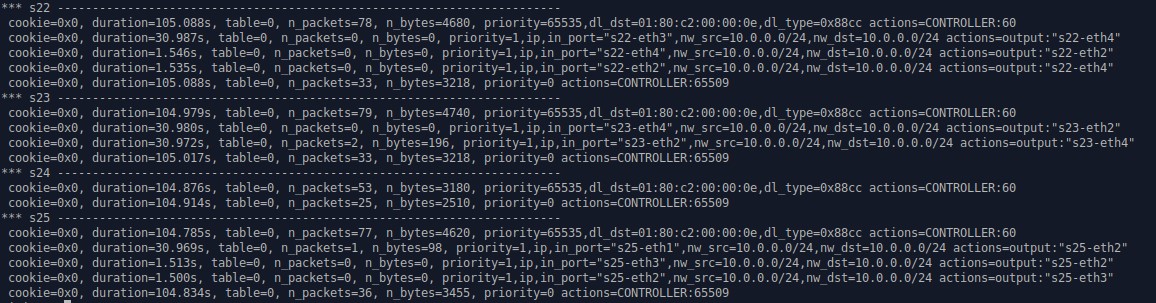 *** s22 ------------------------------------------------------------------------
cookie=0x0, duration=105.088s, table=0, n_packets=78, n_bytes=4680, priority=65535,dl_dst=01:80:c2:00:00:0e,dl_type=0x88cc actions=CONTROLLER:60
cookie=0x0, duration=30.987s, table=0, n_packets=0, n_bytes=0, priority=1,ip,in_port="s22-eth3",nw_src=10.0.0.0/24,nw_dst=10.0.0.0/24 actions=output:"s22-eth4"
cookie=0x0, duration=1.546s, table=0, n_packets=0, n_bytes=0, priority=1,ip,in_port="s22-eth4",nw_src=10.0.0.0/24,nw_dst=10.0.0.0/24 actions=output:"s22-eth2"
cookie=0x0, duration=1.535s, table=0, n_packets=0, n_bytes=0, priority=1,ip,in_port="s22-eth2",nw_src=10.0.0.0/24,nw_dst=10.0.0.0/24 actions=output:"s22-eth4"
cookie=0x0, duration=105.088s, table=0, n_packets=33, n_bytes=3218, priority=0 actions=CONTROLLER:65509
*** s23 ------------------------------------------------------------------------
cookie=0x0, duration=104.979s, table=0, n_packets=79, n_bytes=4740, priority=65535,dl_dst=01:80:c2:00:00:0e,dl_type=0x88cc actions=CONTROLLER:60
cookie=0x0, duration=30.980s, table=0, n_packets=0, n_bytes=0, priority=1,ip,in_port="s23-eth4",nw_src=10.0.0.0/24,nw_dst=10.0.0.0/24 actions=output:"s23-eth2"
cookie=0x0, duration=30.972s, table=0, n_packets=2, n_bytes=196, priority=1,ip,in_port="s23-eth2",nw_src=10.0.0.0/24,nw_dst=10.0.0.0/24 actions=output:"s23-eth4"
cookie=0x0, duration=105.017s, table=0, n_packets=33, n_bytes=3218, priority=0 actions=CONTROLLER:65509
*** s24 ------------------------------------------------------------------------
cookie=0x0, duration=104.876s, table=0, n_packets=53, n_bytes=3180, priority=65535,dl_dst=01:80:c2:00:00:0e,dl_type=0x88cc actions=CONTROLLER:60
cookie=0x0, duration=104.914s, table=0, n_packets=25, n_bytes=2510, priority=0 actions=CONTROLLER:65509
*** s25 ------------------------------------------------------------------------
cookie=0x0, duration=104.785s, table=0, n_packets=77, n_bytes=4620, priority=65535,dl_dst=01:80:c2:00:00:0e,dl_type=0x88cc actions=CONTROLLER:60
cookie=0x0, duration=30.969s, table=0, n_packets=1, n_bytes=98, priority=1,ip,in_port="s25-eth1",nw_src=10.0.0.0/24,nw_dst=10.0.0.0/24 actions=output:"s25-eth2"
cookie=0x0, duration=1.513s, table=0, n_packets=0, n_bytes=0, priority=1,ip,in_port="s25-eth3",nw_src=10.0.0.0/24,nw_dst=10.0.0.0/24 actions=output:"s25-eth2"
cookie=0x0, duration=1.500s, table=0, n_packets=0, n_bytes=0, priority=1,ip,in_port="s25-eth2",nw_src=10.0.0.0/24,nw_dst=10.0.0.0/24 actions=output:"s25-eth3"
cookie=0x0, duration=104.834s, table=0, n_packets=36, n_bytes=3455, priority=0 actions=CONTROLLER:65509